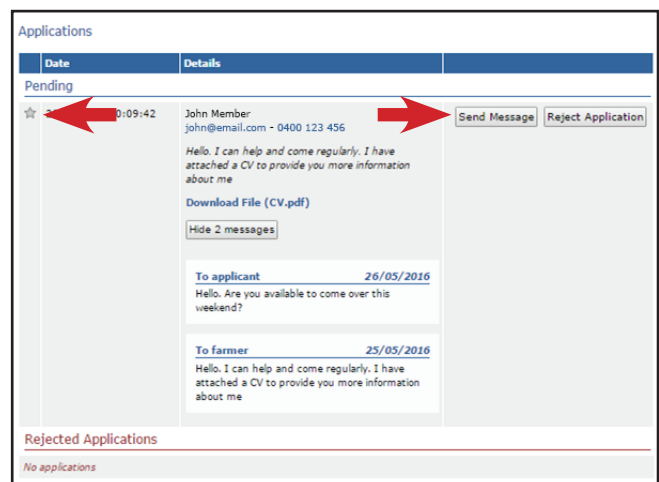 Applications
Date Details
Pending
0:09:42 John Member
john@email.com - 0400 123 456
Send Message Reject Application
Hello. I can help and come regularly. I have
attached a CV to provide you more information
about me
Download File (CV.pdf)
Hide 2 messages
To applicant 26/05/2016
Hello. Are you available to come over this
weekend?
To farmer 25/05/2016
Hello. I can help and come regularly. I have
attached a CV to provide you more information
about me
Rejected Applications
No applications